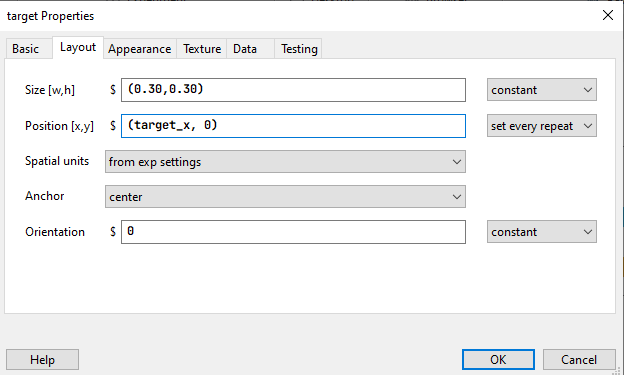 target Properties
Basic Layout Appearance Texture Data Testing
Size [w,h] $ (0.30,0.30) constant
Position [x,y] $ (target_x, 0) set every repeat
Spatial units from exp settings
Anchor center
Orientation $ 0 constant
Help OK Cancel